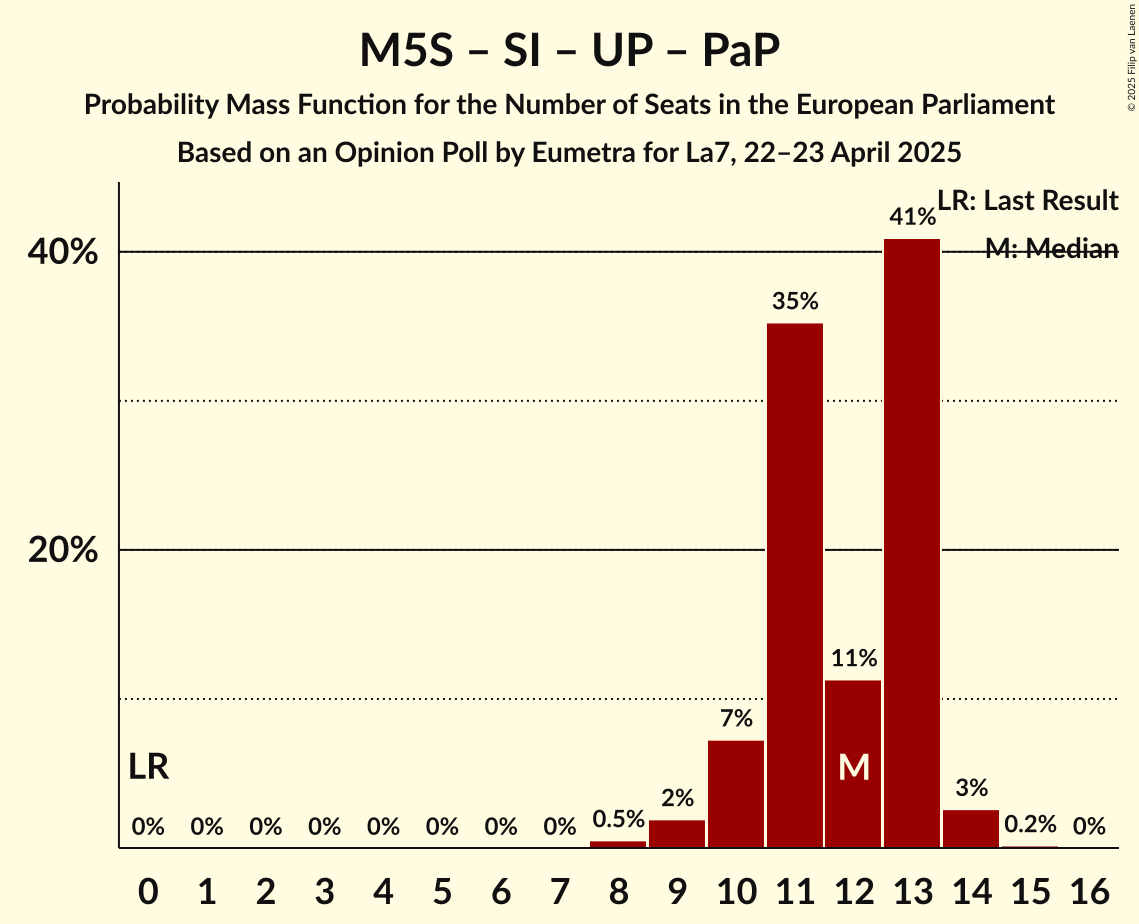 M5S – SI – UP – PaP
Probability Mass Function for the Number of Seats in the European Parliament
Based on an Opinion Poll by Eumetra for La7, 22–23 April 2025
© 2025 Filip van Laenen
LR: Last Result
M: Median
40%
20%
41%
35%
11%
7%
3%
2%
0.5%
0.2%
0%
0% 0% 0% 0% 0% 0% 0% 0%
LR
M
0 1 2 3 4 5 6 7 8 9 10 11 12 13 14 15 16